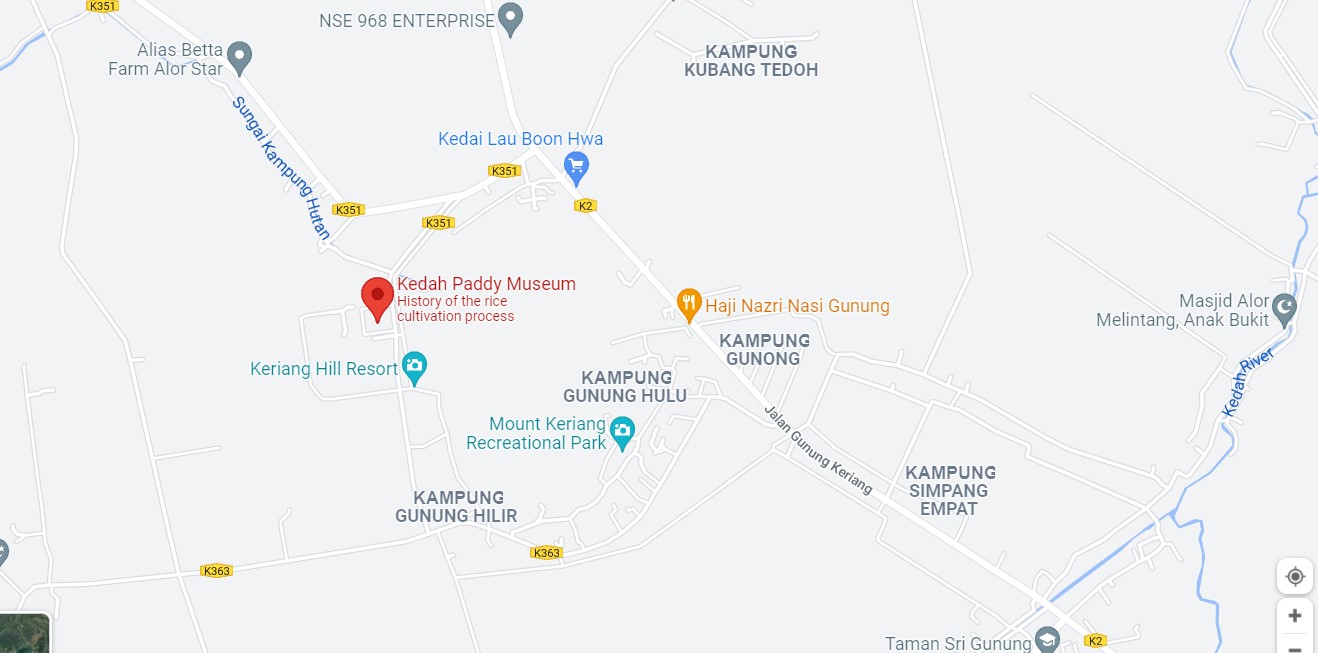 K351
NSE 968 ENTERPRISE
Alias Betta
Farm Alor Star
KAMPUNG
KUBANG TEDOH
Sungai Kampung Hutan
Kedai Lau Boon Hwa
K351
K351
K2
K351
Kedah Paddy Museum
History of the rice
cultivation process
Haji Nazri Nasi Gunung
Masjid Alor
Melintang, Anak Bukit
KAMPUNG
GUNONG
Keriang Hill Resort
KAMPUNG
GUNUNG HULU
Kedah River
Mount Keriang
Recreational Park
Jalan Gunung Keriang
KAMPUNG
SIMPANG
EMPAT
KAMPUNG
GUNUNG HILIR
K363
K363
Taman Sri Gunung
K2